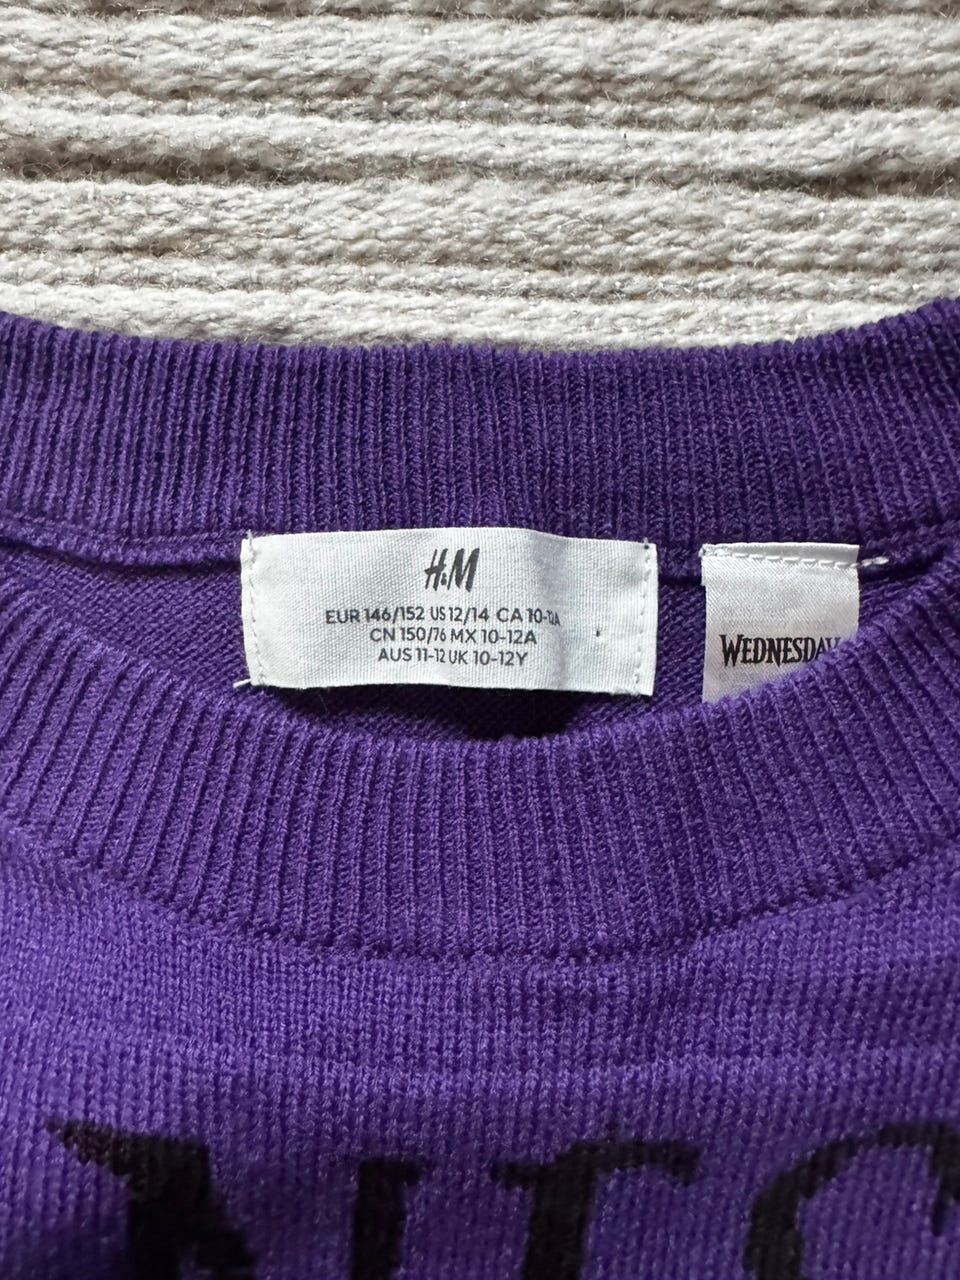 H&M
EUR 146/152 US 12/14 CA 10-12A
CN 150/76 MX 10-12A
AUS 11-12 UK 10-12Y
WEDNESDAY